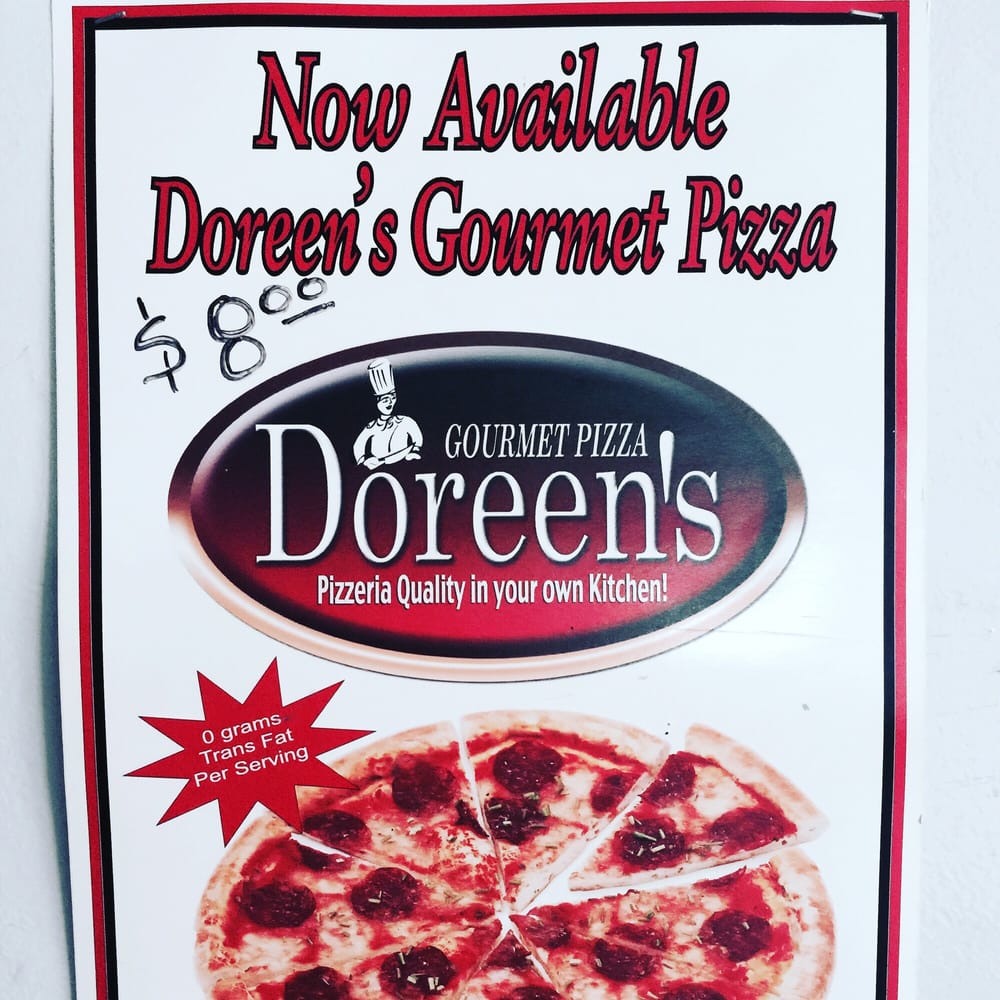 Now Available
Doreen's Gourmet Pizza
$8.00
GOURMET PIZZA
Doreen's
Pizzeria Quality in your own Kitchen!
0 grams
Trans Fat
Per Serving